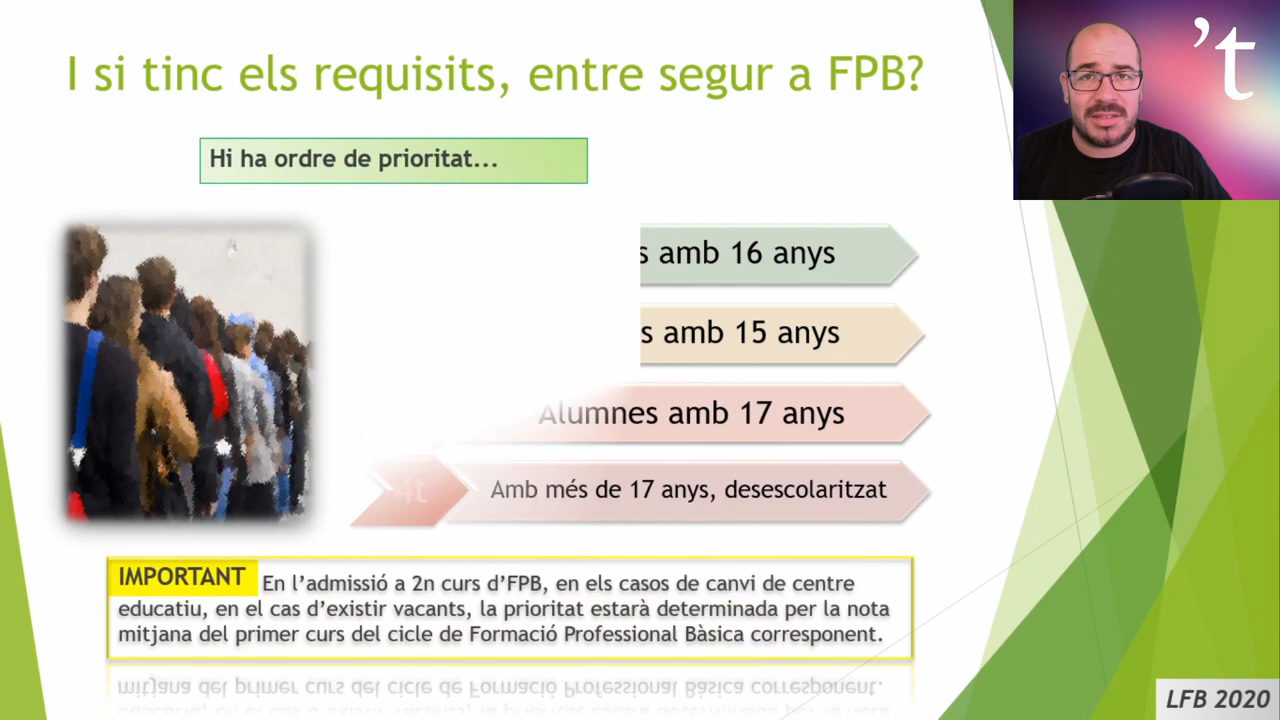 I si tinc els requisits, entre segur a FPB?
't
Hi ha ordre de prioritat...
s amb 16 anys
s amb 15 anys
Alumnes amb 17 anys
4t Amb més de 17 anys, desescolaritzat
IMPORTANT En l'admissió a 2n curs d'FPB, en els casos de canvi de centre
educatiu, en el cas d'existir vacants, la prioritat estarà determinada per la nota
mitjana del primer curs del cicle de Formació Professional Bàsica corresponent.
LFB 2020